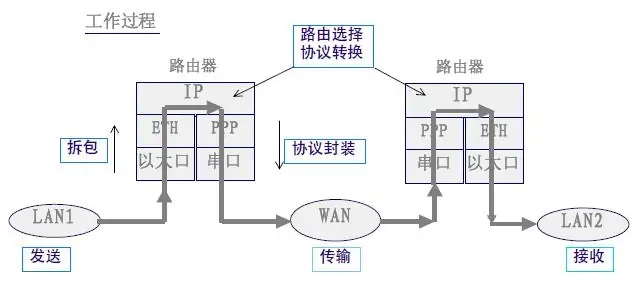 工作过程
路由选择
协议转换
路由器
路由器
IP
IP
ETH
PPP
PPP
ETH
拆包
协议封装
以太口
串口
串口
以太口
LAN1
WAN
LAN2
发送
传输
接收